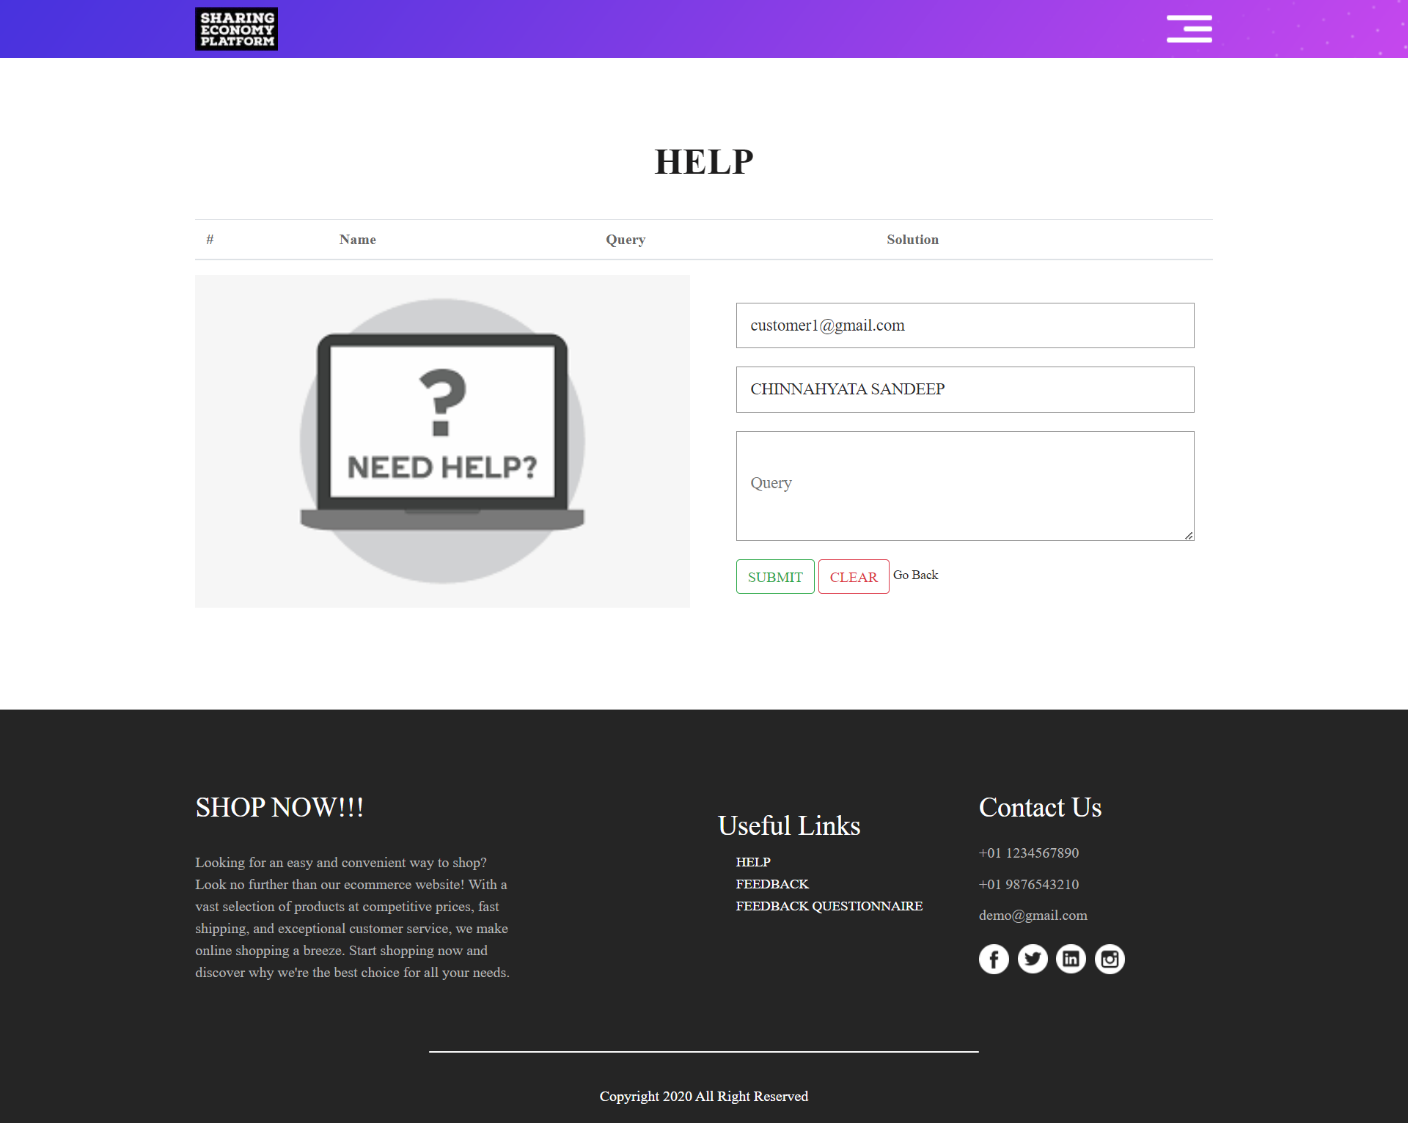 SHARING
ECONOMY
PLATFORM
HELP
# Name Query Solution
? NEED HELP?
customer1@gmail.com
CHINNAHYATA SANDEEP
Query
SUBMIT CLEAR Go Back
SHOP NOW!!!
Looking for an easy and convenient way to shop?
Look no further than our ecommerce website! With a
vast selection of products at competitive prices, fast
shipping, and exceptional customer service, we make
online shopping a breeze. Start shopping now and
discover why we're the best choice for all your needs.
Useful Links
HELP
FEEDBACK
FEEDBACK QUESTIONNAIRE
Contact Us
+01 1234567890
+01 9876543210
demo@gmail.com
Copyright 2020 All Right Reserved